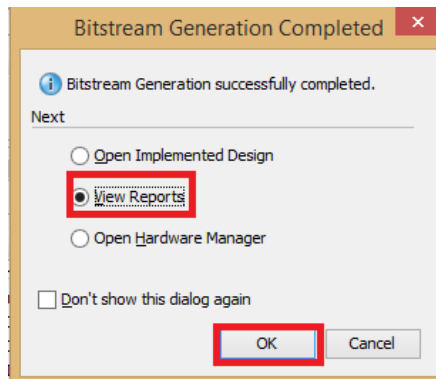 Bitstream Generation Completed
Bitstream Generation successfully completed.
Next
Open Implemented Design
View Reports
Open Hardware Manager
Don't show this dialog again
OK Cancel